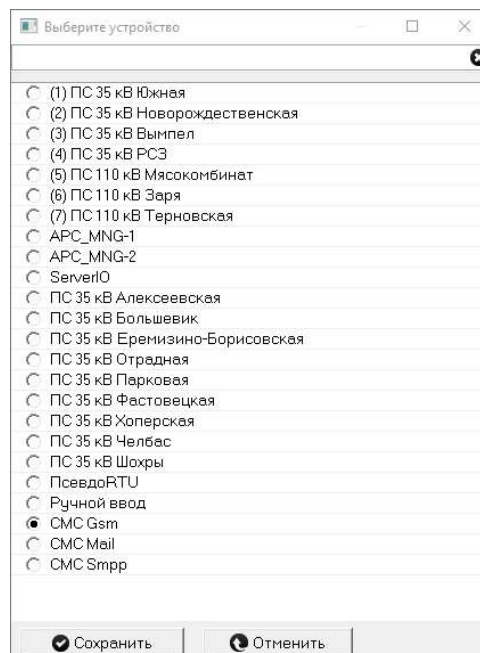 Выберите устройство
(1) ПС 35 кВ Южная
(2) ПС 35 кВ Новорождественская
(3) ПС 35 кВ Вымпел
(4) ПС 35 кВ РСЗ
(5) ПС 110 кВ Мясокомбинат
(6) ПС 110 кВ Заря
(7) ПС 110 кВ Терновская
APC_MNG-1
APC_MNG-2
ServerIO
ПС 35 кВ Алексеевская
ПС 35 кВ Большевик
ПС 35 кВ Еремизино-Борисовская
ПС 35 кВ Отрадная
ПС 35 кВ Парковая
ПС 35 кВ Фастовецкая
ПС 35 кВ Хоперская
ПС 35 кВ Челбас
ПС 35 кВ Шохры
ПсевдоRTU
Ручной ввод
СМС Gsm
СМС Mail
СМС Smpp
Сохранить Отменить